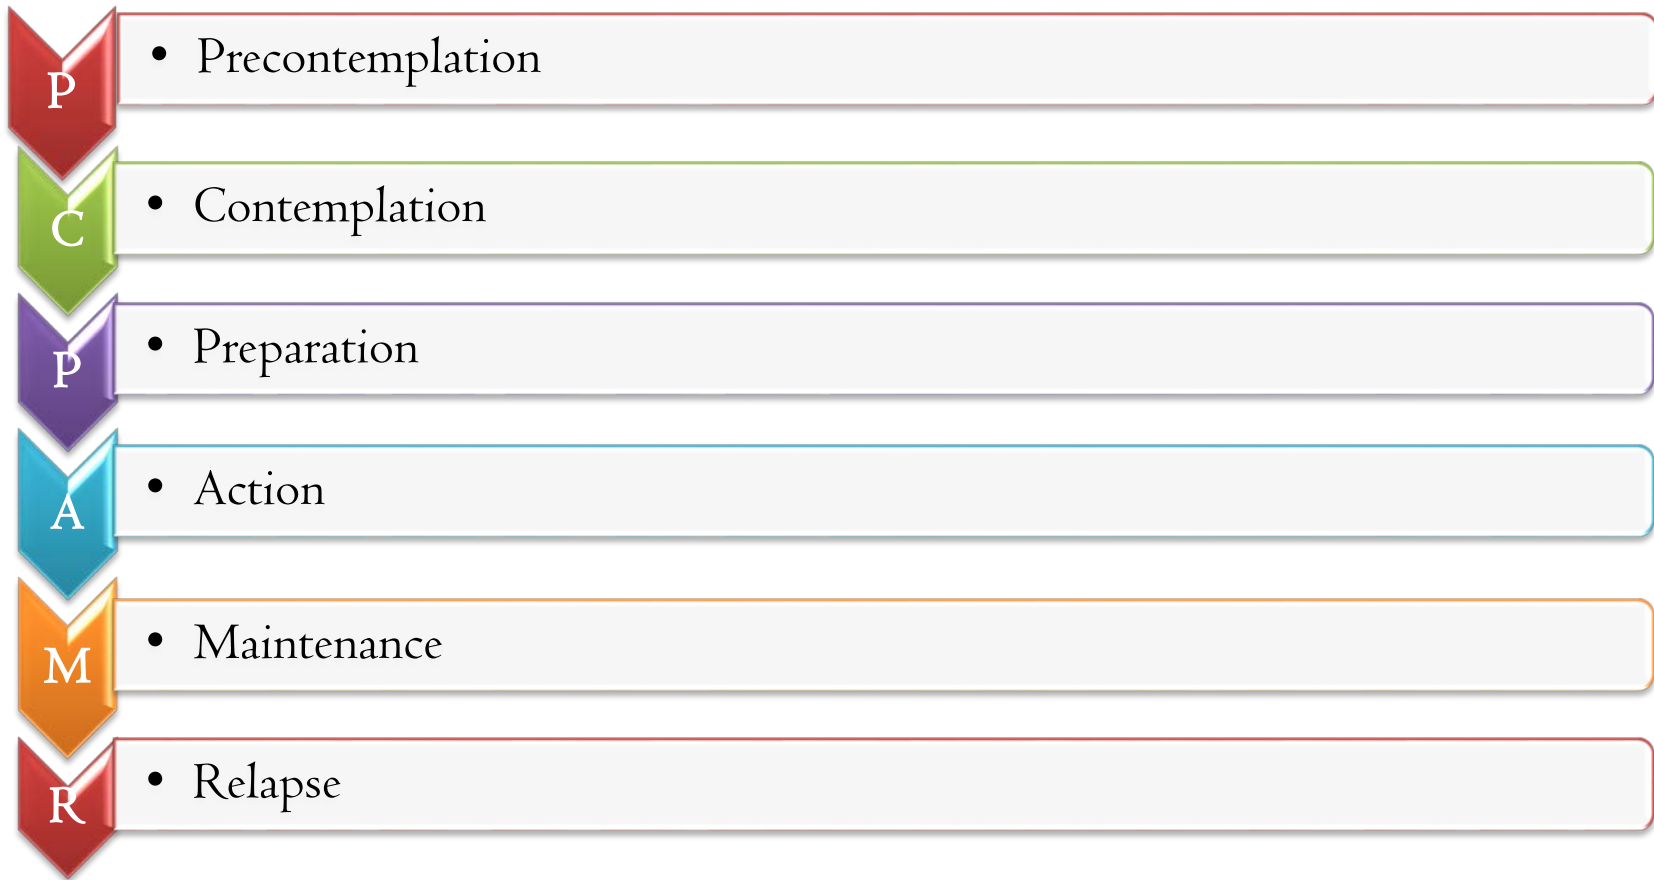 P
• Precontemplation
C
• Contemplation
P
• Preparation
A
• Action
M
• Maintenance
R
• Relapse